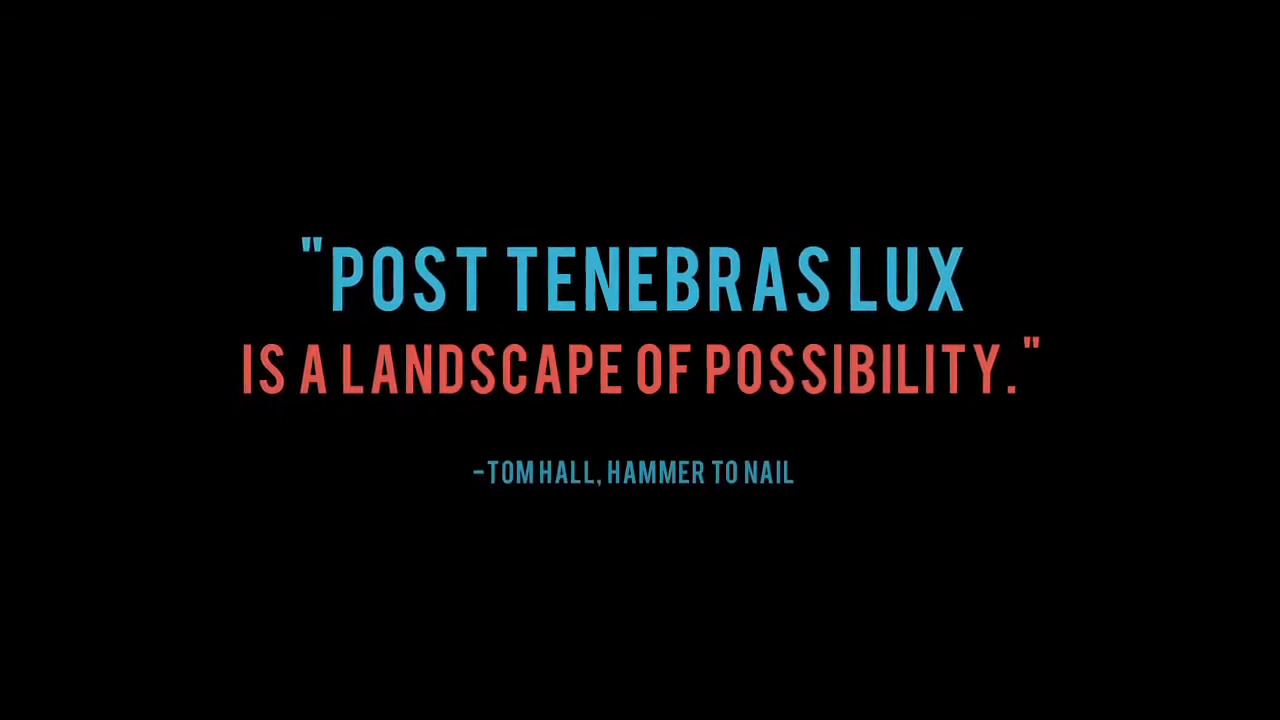 "POST TENEBRAS LUX
IS A LANDSCAPE OF POSSIBILITY."
-TOM HALL, HAMMER TO NAIL